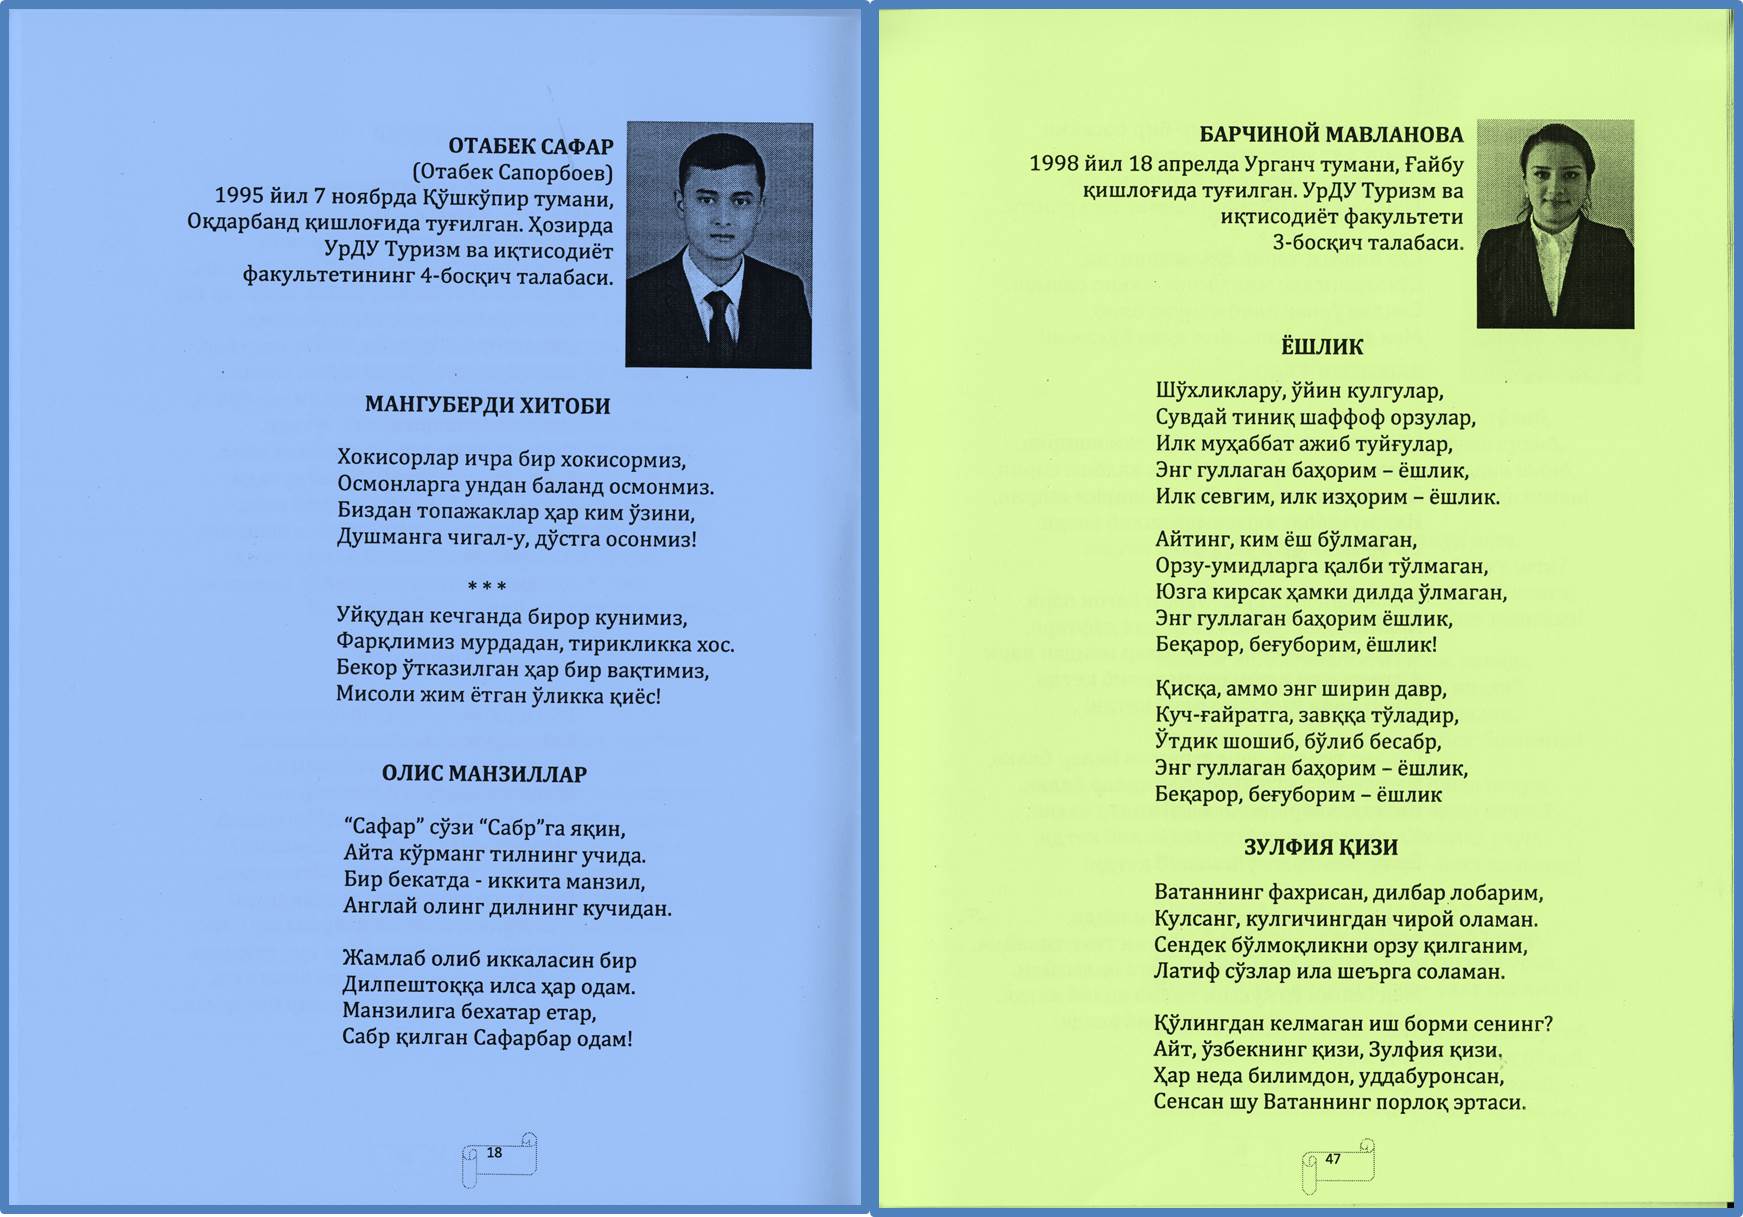 ОТАБЕК САФАР
(Отабек Сапорбоев)
1995 йил 7 ноябрда Қўшкўпир тумани,
Оқдарбанд қишлоғида туғилган. Ҳозирда
УрДУ Туризм ва иқтисодиёт
факультетининг 4-босқич талабаси.
МАНГУБЕРДИ ХИТОБИ
Хокисорлар ичра бир хокисормиз,
Осмонларга ундан баланд осмонмиз.
Биздан топажаклар ҳар ким ўзини,
Душманга чигал-у, дўстга осонмиз!
* * *
Уйқудан кечганда бирор кунимиз,
Фарқлимиз мурдадан, тирикликка хос.
Бекор ўтказилган ҳар бир вақтимиз,
Мисоли жим ётган ўликка қиёс!
ОЛИС МАНЗИЛЛАР
“Сафар” сўзи “Сабр”га яқин,
Айта кўрманг тилнинг учида.
Бир бекатда - иккита манзил,
Англай олинг дилнинг кучидан.
Жамлаб олиб иккаласин бир
Дилпештоққа илса ҳар одам.
Манзилига бехатар етар,
Сабр қилган Сафарбар одам!
18
БАРЧИНОЙ МАВЛАНОВА
1998 йил 18 апрелда Урганч тумани, Ғайбу
қишлоғида туғилган. УрДУ Туризм ва
иқтисодиёт факультети
3-босқич талабаси.
ЁШЛИК
Шўхликлару, ўйин кулгулар,
Сувдай тиниқ шаффоф орзулар,
Илк муҳаббат ажиб туйғулар,
Энг гуллаган баҳорим – ёшлик,
Илк севгим, илк изҳорим – ёшлик.
Айтинг, ким ёш бўлмаган,
Орзу-умидларга қалби тўлмаган,
Юзга кирсак ҳамки дилда ўлмаган,
Энг гуллаган баҳорим ёшлик,
Беқарор, беғуборим, ёшлик!
Қисқа, аммо энг ширин давр,
Куч-ғайратга, завққа тўладир,
Ўтдик шошиб, бўлиб бесабр,
Энг гуллаган баҳорим – ёшлик,
Беқарор, беғуборим – ёшлик
ЗУЛФИЯ ҚИЗИ
Ватаннинг фахрисан, дилбар лобарим,
Кулсанг, кулгичингдан чирой оламан.
Сендек бўлмоқликни орзу қилганим,
Латиф сўзлар ила шеърга соламан.
Қўлингдан келмаган иш борми сенинг?
Айт, ўзбекнинг қизи, Зулфия қизи.
Ҳар неда билимдон, уддабуронсан,
Сенсан шу Ватаннинг порлоқ эртаси.
47